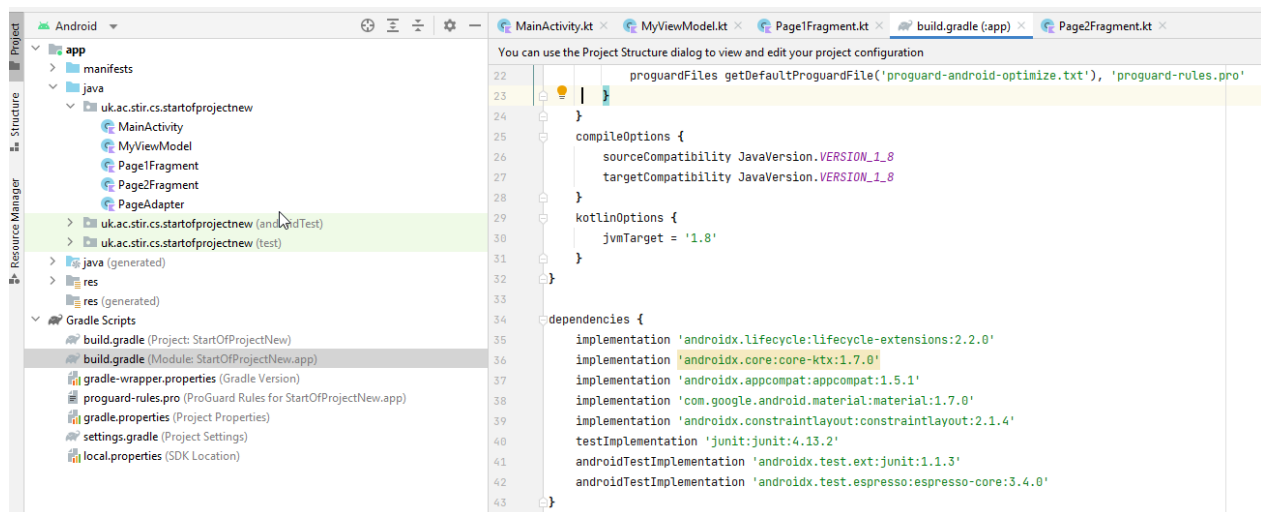 Project
Structure
Resource Manager
Android
app
manifests
java
uk.ac.stir.cs.startofprojectnew
MainActivity
MyViewModel
Page1Fragment
Page2Fragment
PageAdapter
uk.ac.stir.cs.startofprojectnew (androidTest)
uk.ac.stir.cs.startofprojectnew (test)
java (generated)
res
res (generated)
Gradle Scripts
build.gradle (Project: StartOfProjectNew)
build.gradle (Module: StartOfProjectNew.app)
gradle-wrapper.properties (Gradle Version)
proguard-rules.pro (ProGuard Rules for StartOfProjectNew.app)
gradle.properties (Project Properties)
settings.gradle (Project Settings)
local.properties (SDK Location)
MainActivity.kt MyViewModel.kt Page1Fragment.kt build.gradle (:app) Page2Fragment.kt
You can use the Project Structure dialog to view and edit your project configuration
22 proguardFiles getDefaultProguardFile('proguard-android-optimize.txt'), 'proguard-rules.pro'
23 }
24 }
25 compileOptions {
26 sourceCompatibility JavaVersion.VERSION_1_8
27 targetCompatibility JavaVersion.VERSION_1_8
28 }
29 kotlinOptions {
30 jvmTarget = '1.8'
31 }
32 }
33
34 dependencies {
35 implementation 'androidx.lifecycle:lifecycle-extensions:2.2.0'
36 implementation 'androidx.core:core-ktx:1.7.0'
37 implementation 'androidx.appcompat:appcompat:1.5.1'
38 implementation 'com.google.android.material:material:1.7.0'
39 implementation 'androidx.constraintlayout:constraintlayout:2.1.4'
40 testImplementation 'junit:junit:4.13.2'
41 androidTestImplementation 'androidx.test.ext:junit:1.1.3'
42 androidTestImplementation 'androidx.test.espresso:espresso-core:3.4.0'
43 }